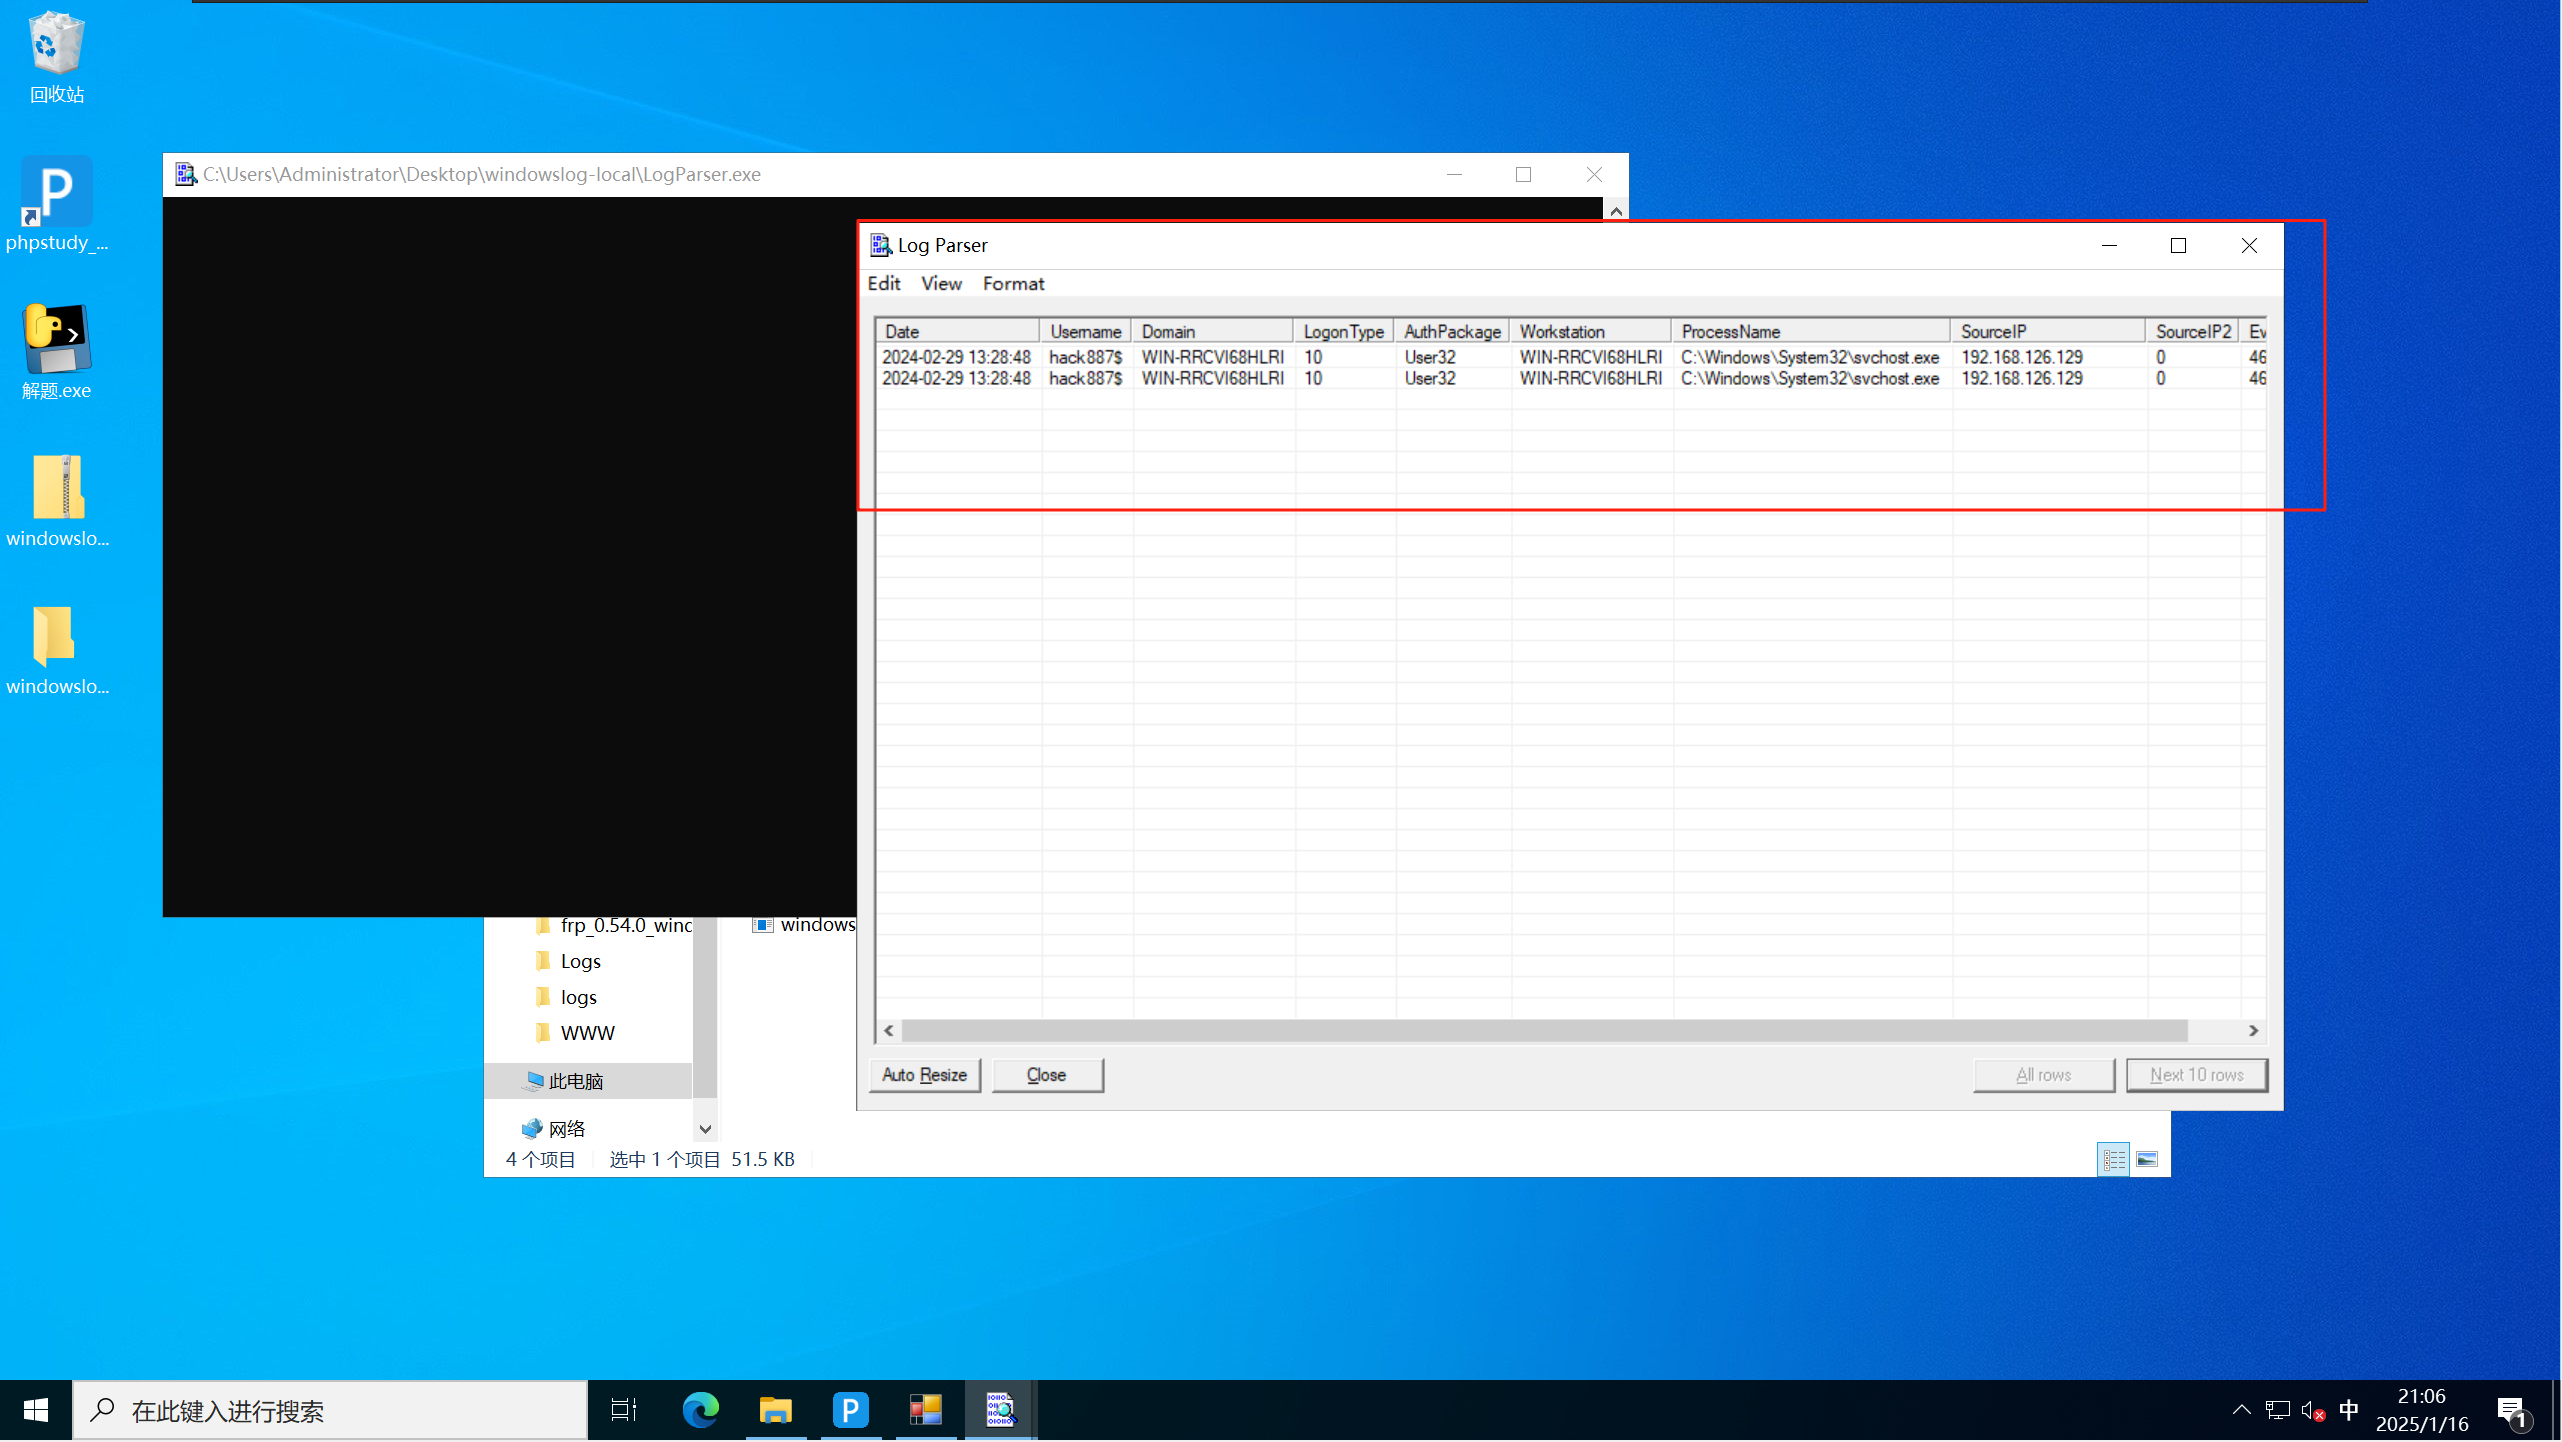 回收站
phpstudy_...
解题.exe
windowslo...
windowslo...
C:\Users\Administrator\Desktop\windowslog-local\LogParser.exe
Log Parser
Edit View Format
Date Username Domain LogonType AuthPackage Workstation ProcessName SourceIP SourceIP2 Ev
2024-02-29 13:28:48 hack887$ WIN-RRCVI68HLRI 10 User32 WIN-RRCVI68HLRI C:\Windows\System32\svchost.exe 192.168.126.129 0 46
2024-02-29 13:28:48 hack887$ WIN-RRCVI68HLRI 10 User32 WIN-RRCVI68HLRI C:\Windows\System32\svchost.exe 192.168.126.129 0 46
Auto Resize Close All rows Next 10 rows
frp_0.54.0_winc windows
Logs
logs
WWW
此电脑
网络
4 个项目 选中 1 个项目 51.5 KB
在此键入进行搜索
中
21:06
2025/1/16
1